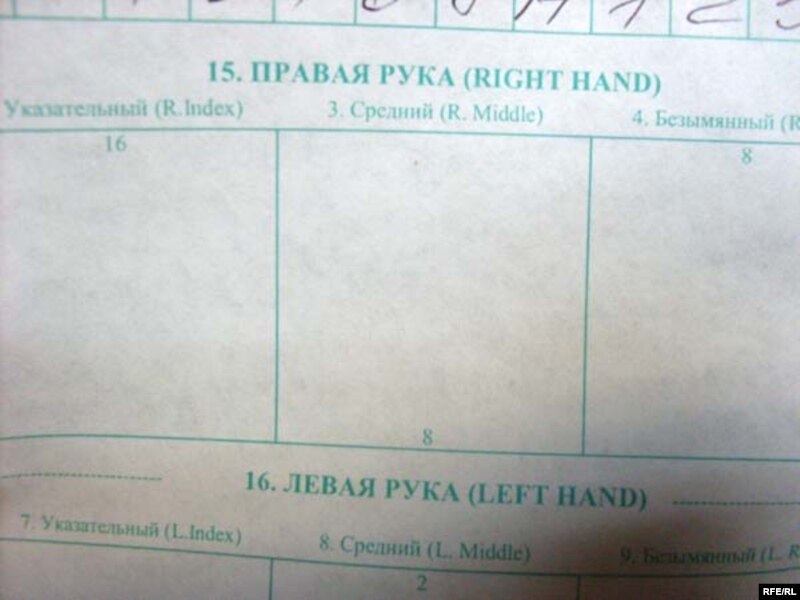 15. ПРАВАЯ РУКА (RIGHT HAND)
Указательный (R.Index) 3. Средний (R. Middle) 4. Безымянный (R
16 8
8
16. ЛЕВАЯ РУКА (LEFT HAND)
7. Указательный (L.Index) 8. Средний (L. Middle) 9. Безымянный (L. R
2
RFE/RL